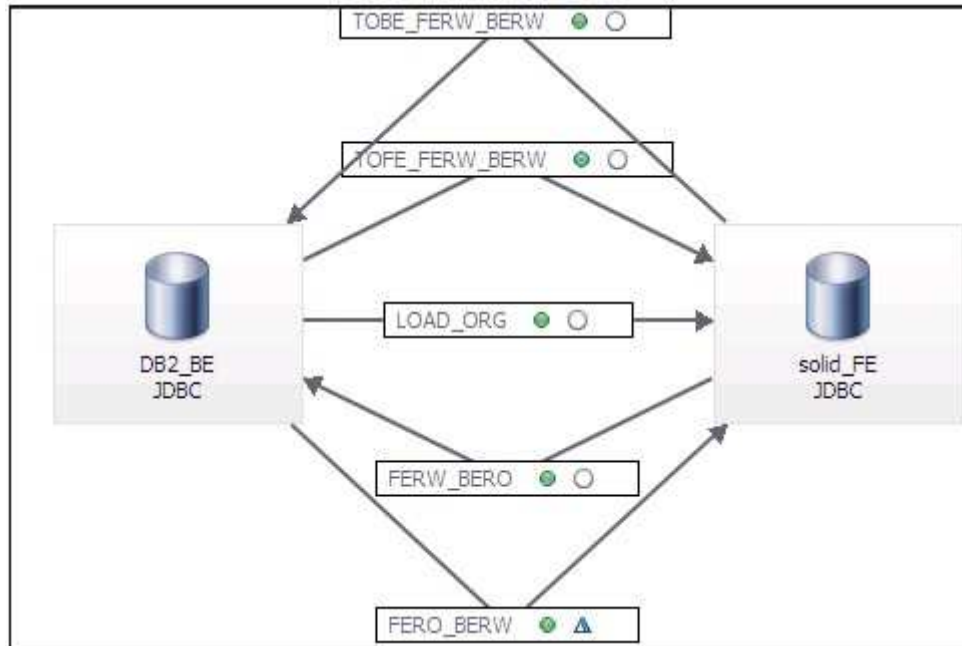 TOBE_FERW_BERW
TOFE_FERW_BERW
LOAD_ORG
DB2_BE
JDBC
solid_FE
JDBC
FERW_BERO
FERO_BERW